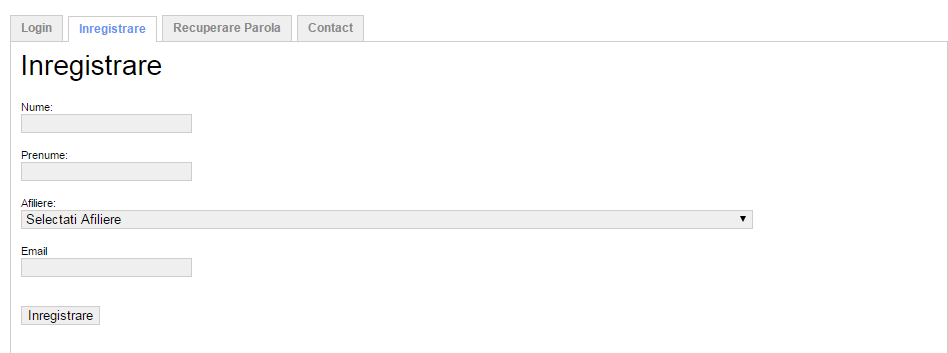 Login Inregistrare Recuperare Parola Contact
Inregistrare
Nume:
Prenume:
Afiliere:
Selectati Afiliere
Email
Inregistrare